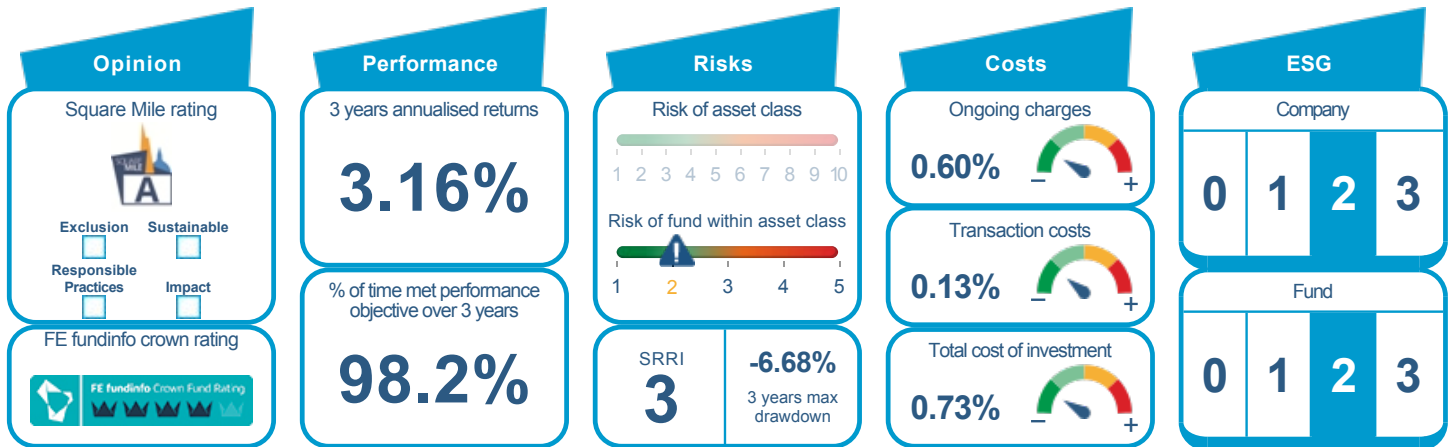 Opinion
Square Mile rating
SQUARE
MILE
A
Exclusion
Sustainable
Responsible
Practices
Impact
FE fundinfo crown rating
FE fundinfo Crown Fund Rating
Performance
3 years annualised returns
3.16%
% of time met performance
objective over 3 years
98.2%
Risks
Risk of asset class
1 2 3 4 5 6 7 8 9 10
Risk of fund within asset class
1 2 3 4 5
SRRI
3
-6.68%
3 years max
drawdown
Costs
Ongoing charges
0.60%
– +
Transaction costs
0.13%
– +
Total cost of investment
0.73%
– +
ESG
Company
0 1 2 3
Fund
0 1 2 3